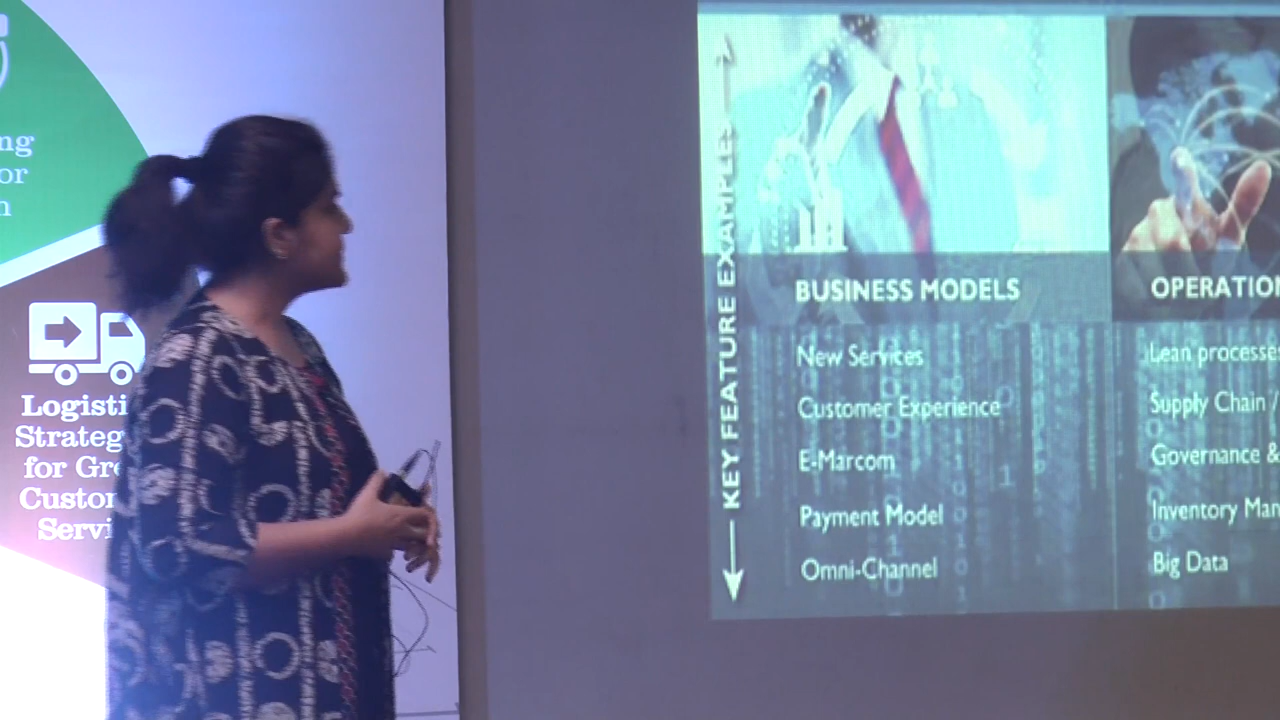 ng
or
n
Logisti
Strateg
for Gre
Custom
Servi
KEY FEATURE EXAMPLES
BUSINESS MODELS
New Services
Customer Experience
E-Marcom
Payment Model
Omni-Channel
OPERATION
Lean processes
Supply Chain /
Governance &
Inventory Man
Big Data